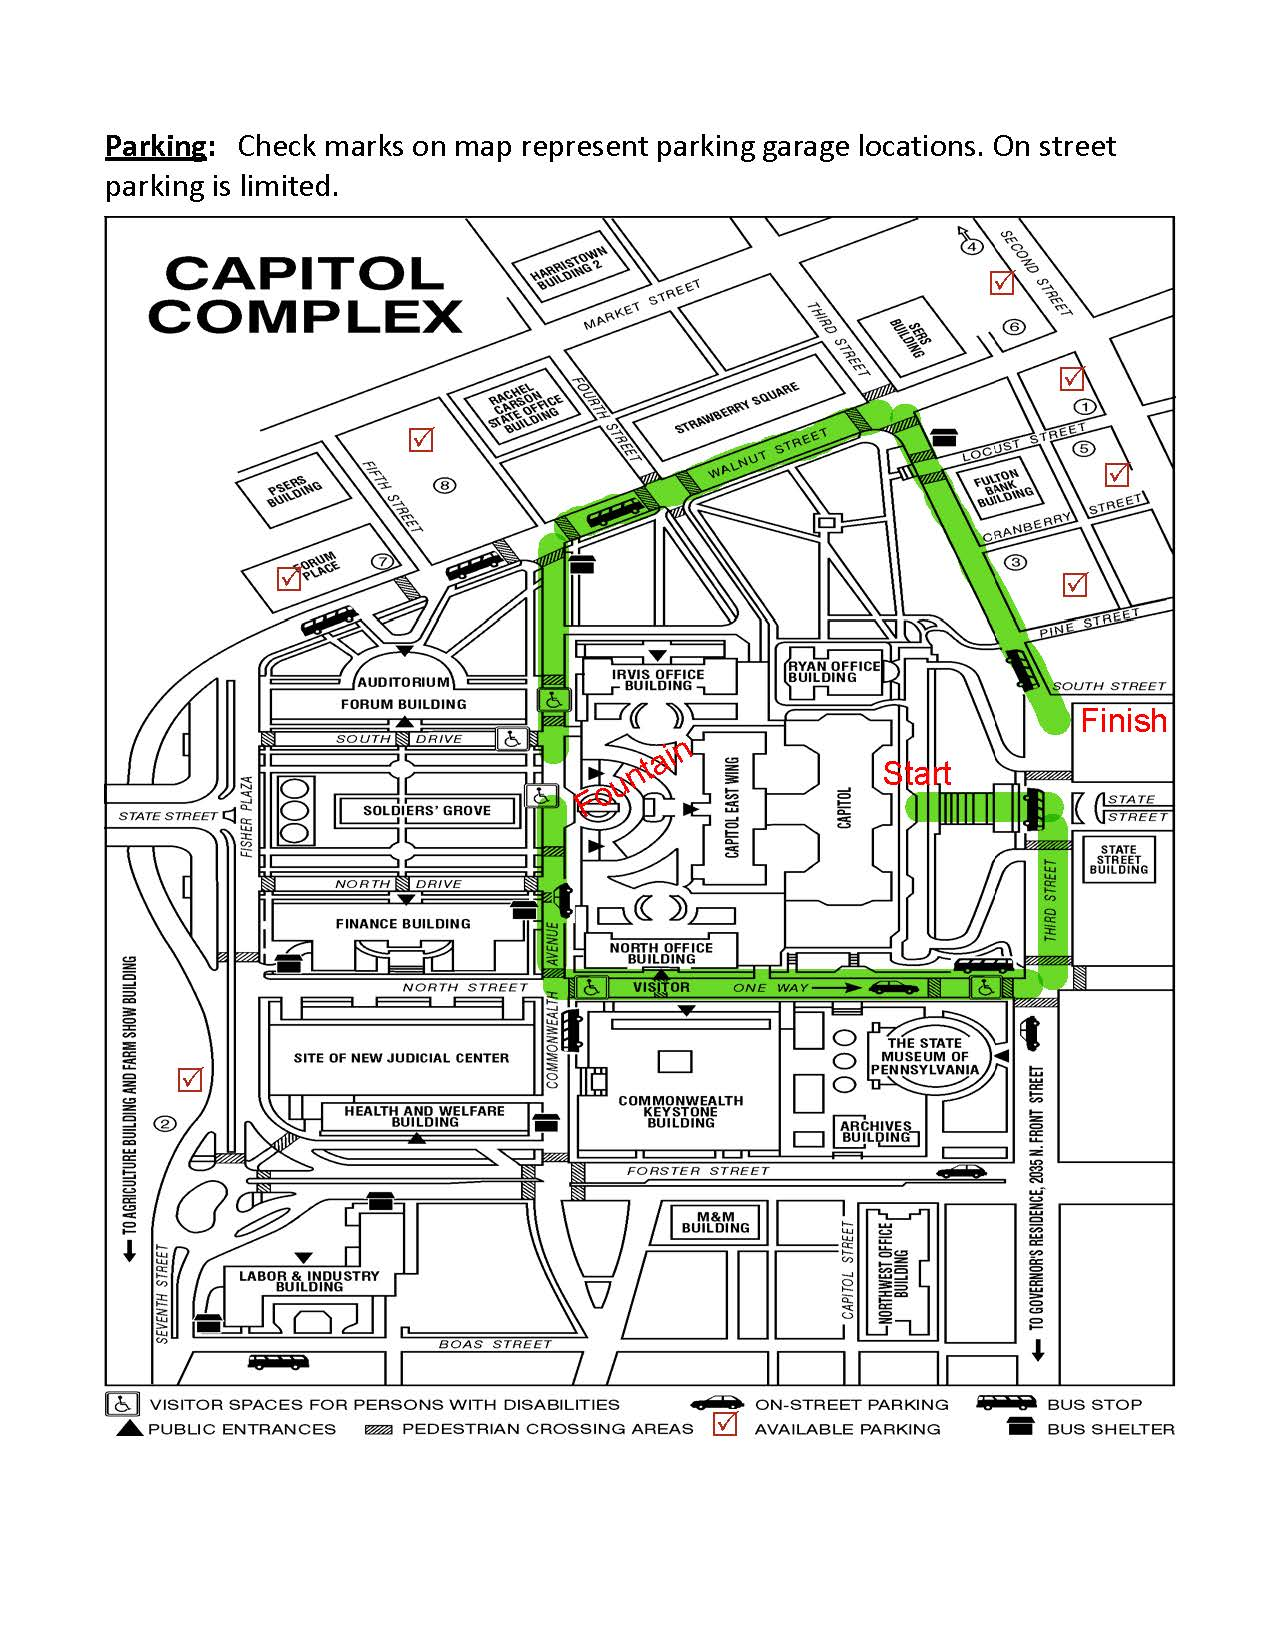 Parking: Check marks on map represent parking garage locations. On street
parking is limited.
CAPITOL
COMPLEX
HARRISTOWN
BUILDING 2
MARKET STREET
THIRD STREET
SERS
BUILDING
SECOND STREET
4
6
1
5
3
RACHEL
CARSON
STATE OFFICE
BUILDING
FOURTH STREET
STRAWBERRY SQUARE
WALNUT STREET
LOCUST STREET
FULTON
BANK
BUILDING
CRANBERRY STREET
PINE STREET
SOUTH STREET
PSERS
BUILDING
FIFTH STREET
8
FORUM
PLACE
7
AUDITORIUM
FORUM BUILDING
SOUTH DRIVE
IRVIS OFFICE
BUILDING
RYAN OFFICE
BUILDING
Finish
Start
Fountain
STATE STREET
FISHER PLAZA
SOLDIERS' GROVE
CAPITOL EAST WING
CAPITOL
STATE
STREET
STATE
STREET
BUILDING
NORTH DRIVE
FINANCE BUILDING
NORTH OFFICE
BUILDING
THIRD STREET
NORTH STREET
VISITOR
ONE WAY
COMMONWEALTH AVENUE
SITE OF NEW JUDICIAL CENTER
HEALTH AND WELFARE
BUILDING
COMMONWEALTH
KEYSTONE
BUILDING
THE STATE
MUSEUM OF
PENNSYLVANIA
ARCHIVES
BUILDING
2
TO AGRICULTURE BUILDING AND FARM SHOW BUILDING
TO GOVERNOR'S RESIDENCE, 2035 N. FRONT STREET
FORSTER STREET
M&M
BUILDING
CAPITOL STREET
NORTHWEST OFFICE
BUILDING
LABOR & INDUSTRY
BUILDING
SEVENTH STREET
BOAS STREET
VISITOR SPACES FOR PERSONS WITH DISABILITIES
ON-STREET PARKING
BUS STOP
PUBLIC ENTRANCES
PEDESTRIAN CROSSING AREAS
AVAILABLE PARKING
BUS SHELTER